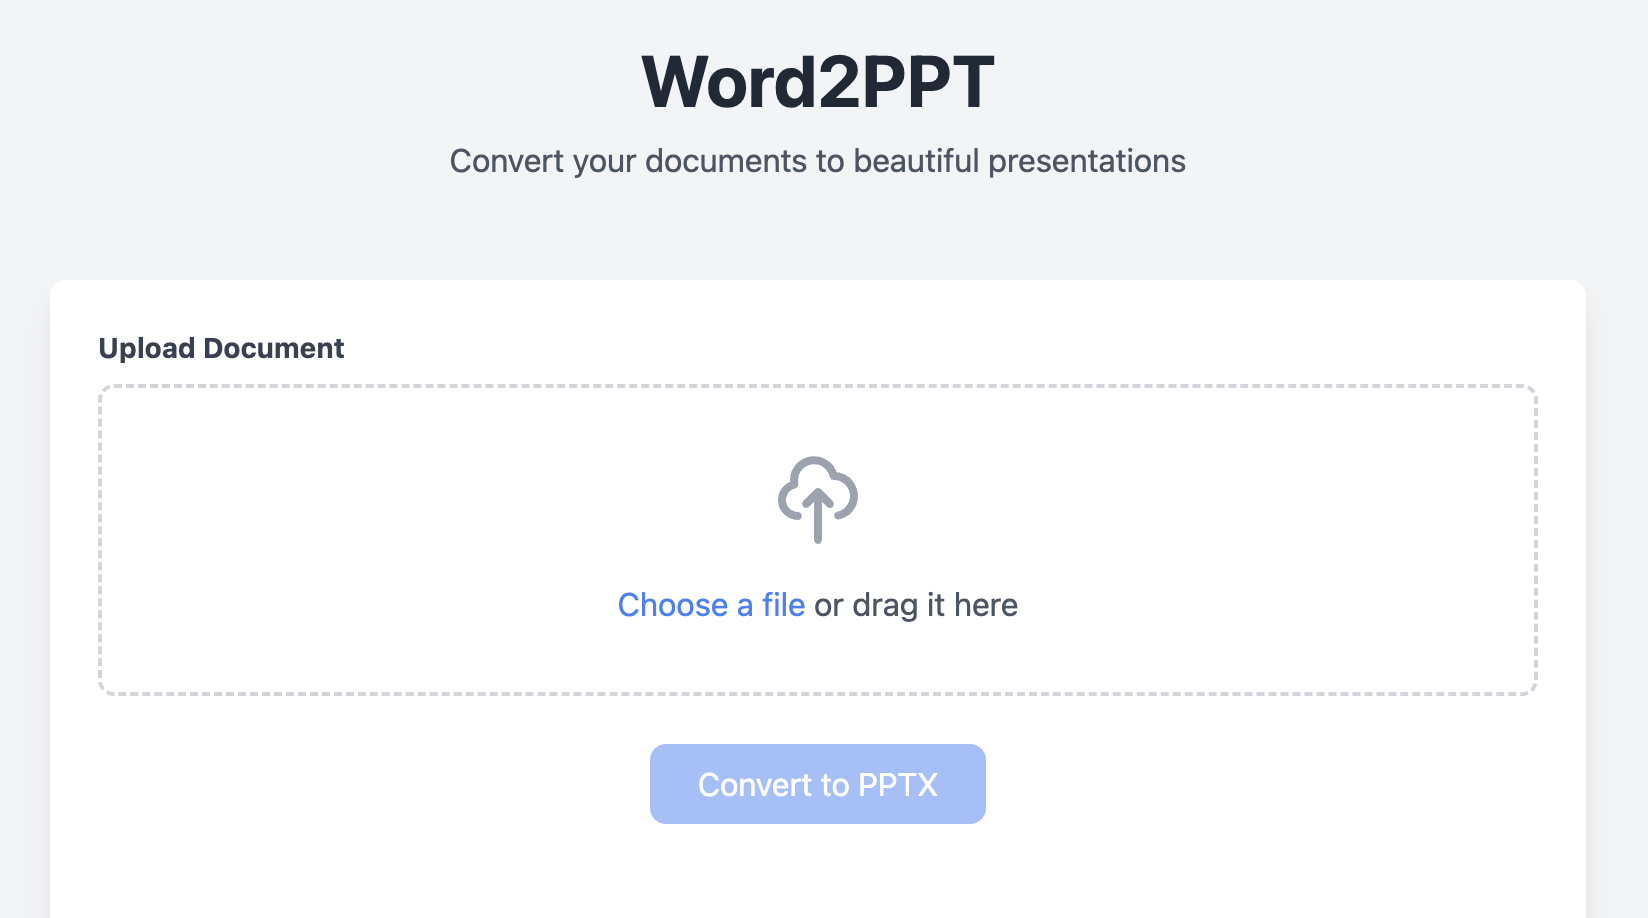 Word2PPT
Convert your documents to beautiful presentations
Upload Document
Choose a file or drag it here
Convert to PPTX